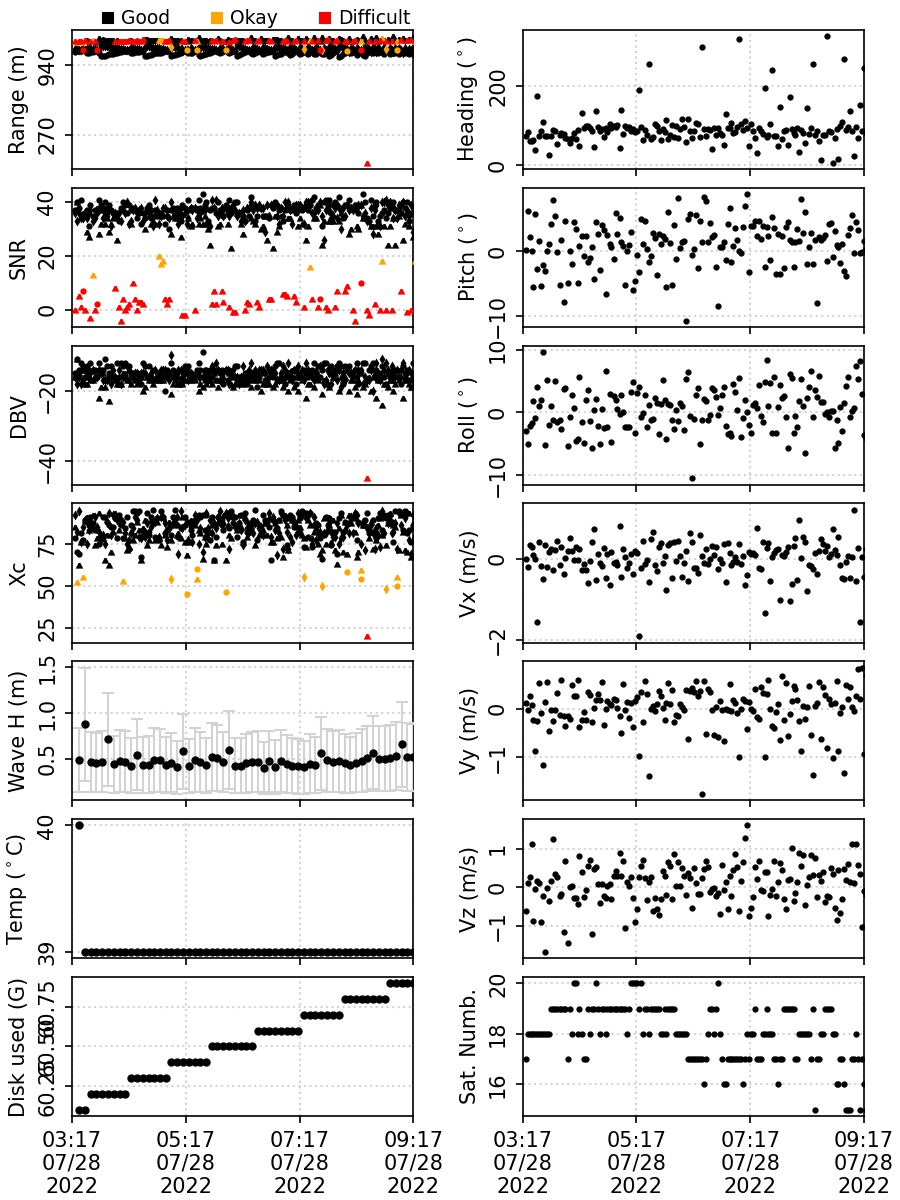 Good Okay Difficult
Range (m)
940
270
Heading (°)
200
0
SNR
40
20
0
Pitch (°)
0
−10
DBV
−20
−40
Roll (°)
10
0
−10
Xc
75
50
25
Vx (m/s)
0
−2
Wave H (m)
1.5
1.0
0.5
Vy (m/s)
0
−1
Temp (°C)
40
39
Vz (m/s)
1
0
−1
Disk used (G)
60.75
60.50
60.25
Sat. Numb.
20
18
16
03:17 05:17 07:17 09:17 03:17 05:17 07:17 09:17
07/28 07/28 07/28 07/28 07/28 07/28 07/28 07/28
2022 2022 2022 2022 2022 2022 2022 2022